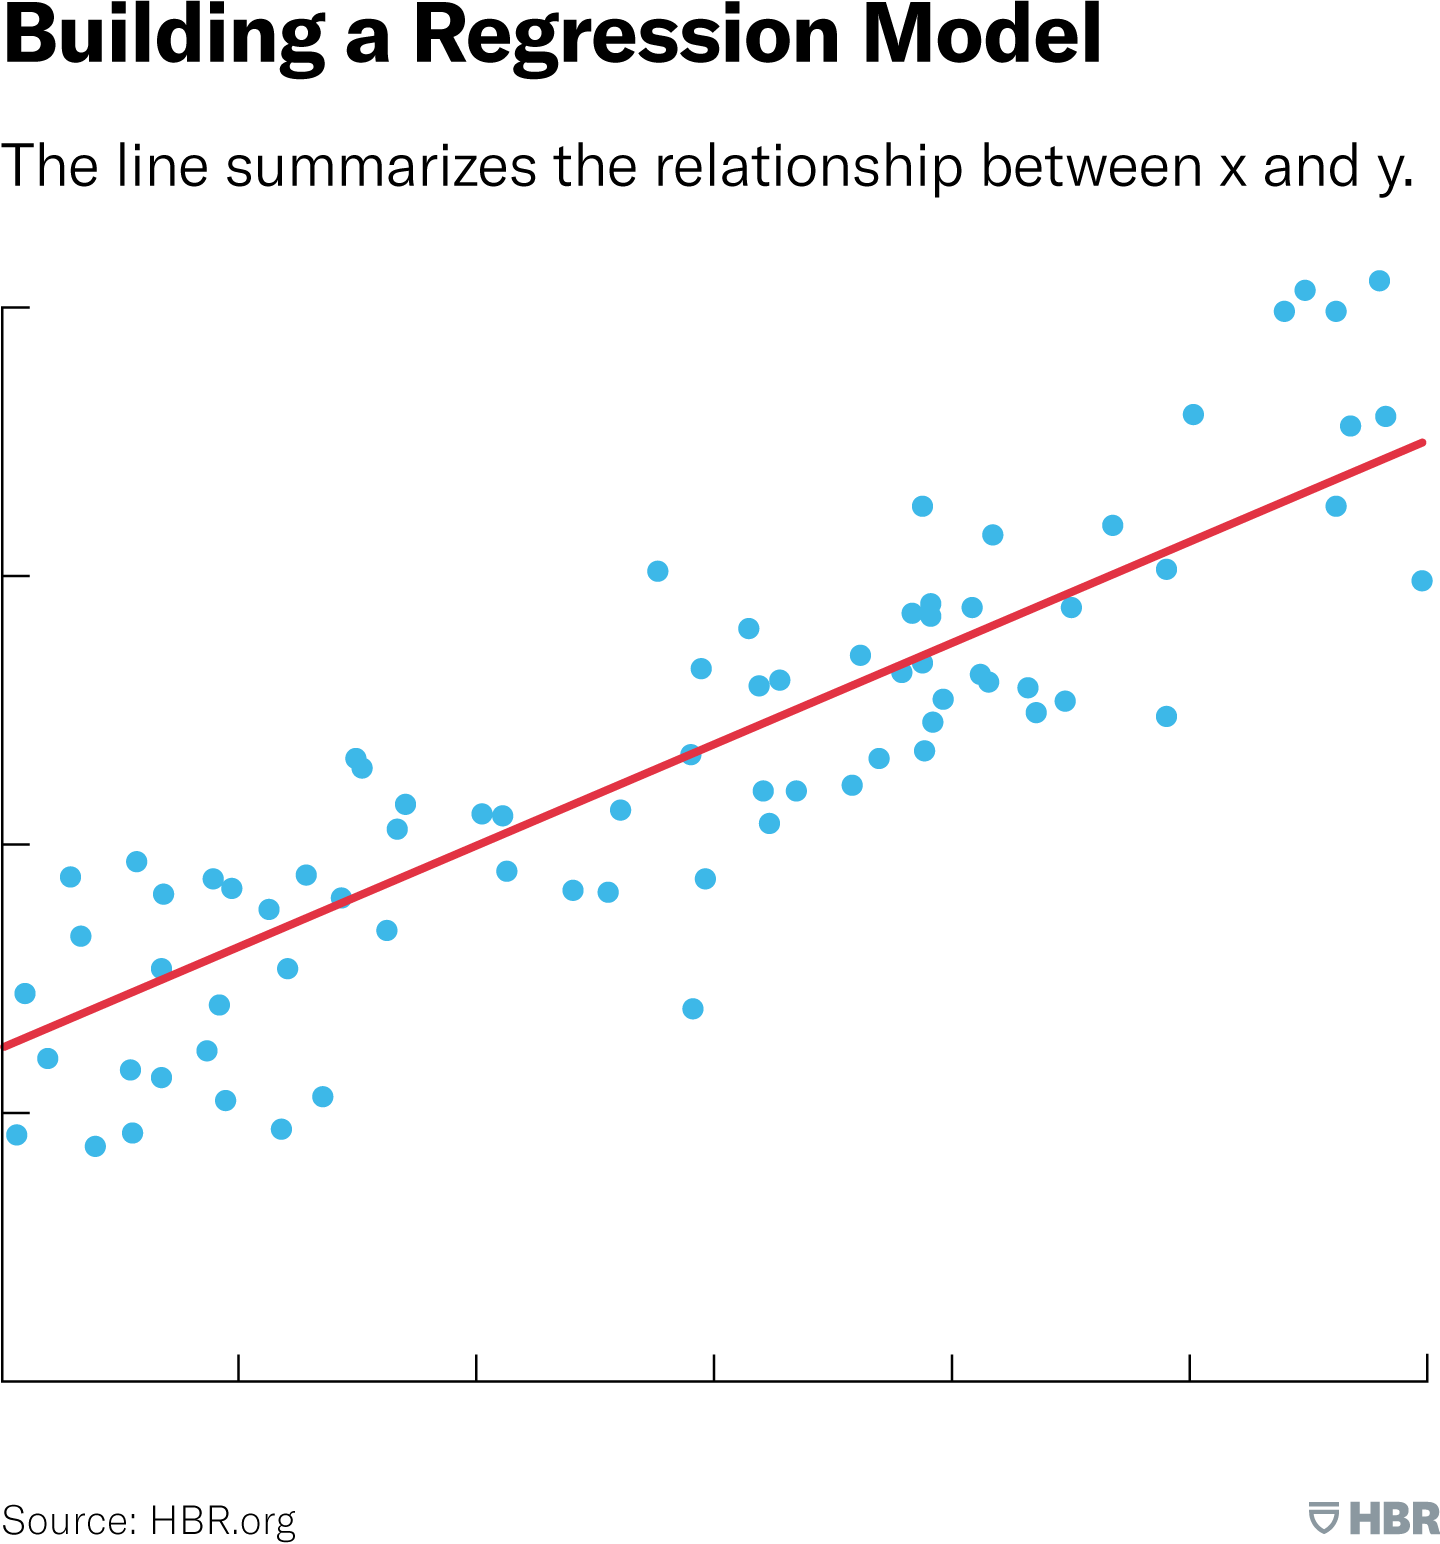 Building a Regression Model
The line summarizes the relationship between x and y.
Source: HBR.org
HBR